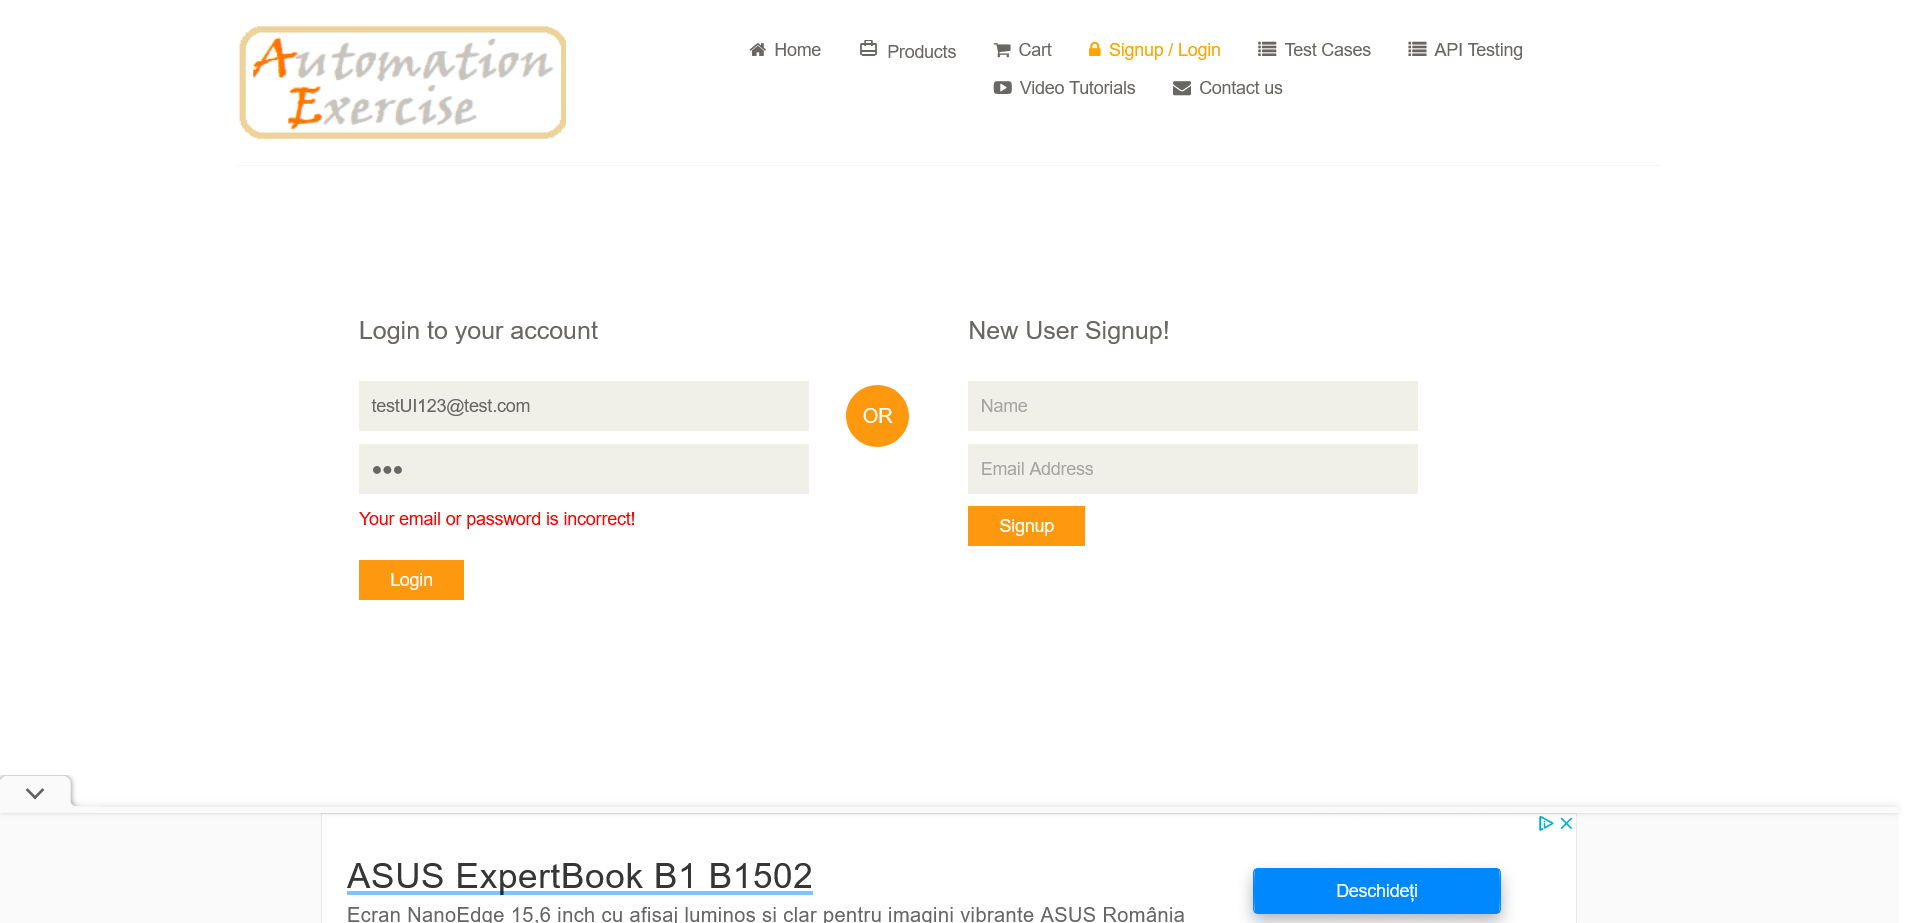 Automation
Exercise
Home
Products
Cart
Signup / Login
Test Cases
API Testing
Video Tutorials
Contact us
Login to your account
testUI123@test.com
Your email or password is incorrect!
Login
OR
New User Signup!
Name
Email Address
Signup
ASUS ExpertBook B1 B1502
Ecran NanoEdge 15,6 inch cu afisaj luminos si clar pentru imagini vibrante ASUS România
Deschideți